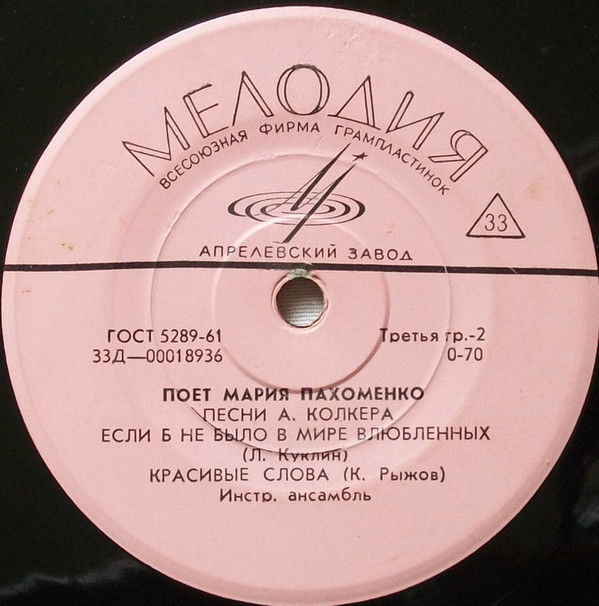 МЕЛОДИЯ
ВСЕСОЮЗНАЯ ФИРМА ГРАМПЛАСТИНОК
33
АПРЕЛЕВСКИЙ ЗАВОД
ГОСТ 5289-61 Третья гр.-2
33Д—00018936 0-70
ПОЕТ МАРИЯ ПАХОМЕНКО
ПЕСНИ А. КОЛКЕРА
ЕСЛИ Б НЕ БЫЛО В МИРЕ ВЛЮБЛЕННЫХ
(Л. Куклин)
КРАСИВЫЕ СЛОВА (К. Рыжов)
Инстр. ансамбль